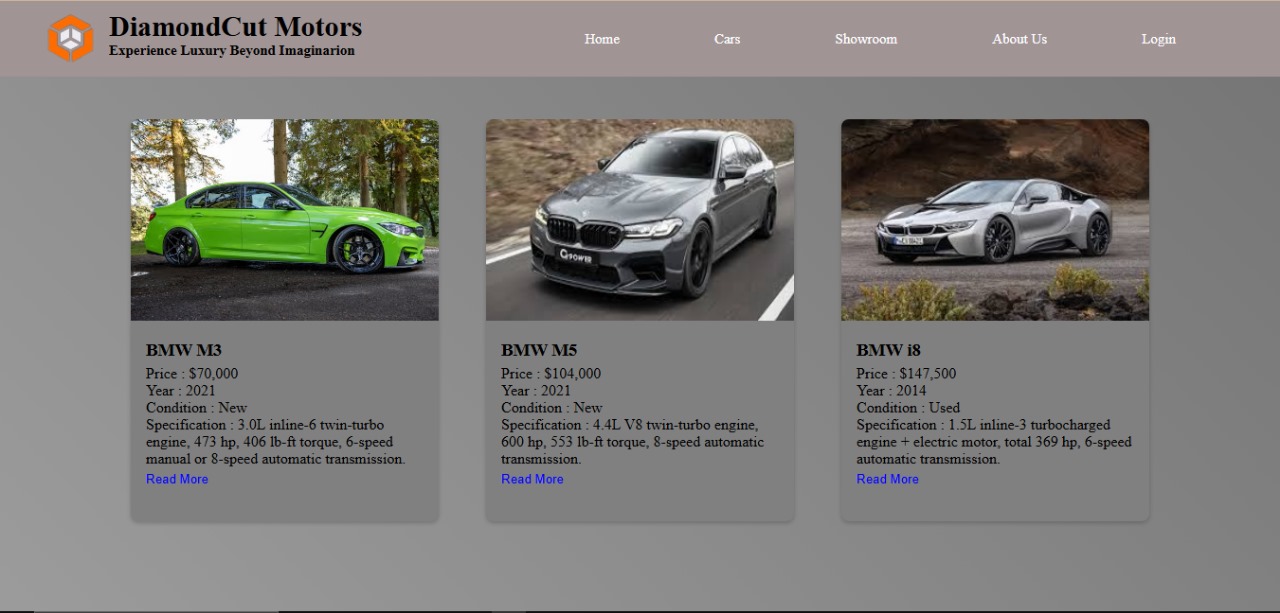 DiamondCut Motors
Experience Luxury Beyond Imaginarion
Home
Cars
Showroom
About Us
Login
Q-POWER
BMW M3
Price : $70,000
Year : 2021
Condition : New
Specification : 3.0L inline-6 twin-turbo
engine, 473 hp, 406 lb-ft torque, 6-speed
manual or 8-speed automatic transmission.
Read More
BMW M5
Price : $104,000
Year : 2021
Condition : New
Specification : 4.4L V8 twin-turbo engine,
600 hp, 553 lb-ft torque, 8-speed automatic
transmission.
Read More
BMW i8
Price : $147,500
Year : 2014
Condition : Used
Specification : 1.5L inline-3 turbocharged
engine + electric motor, total 369 hp, 6-speed
automatic transmission.
Read More